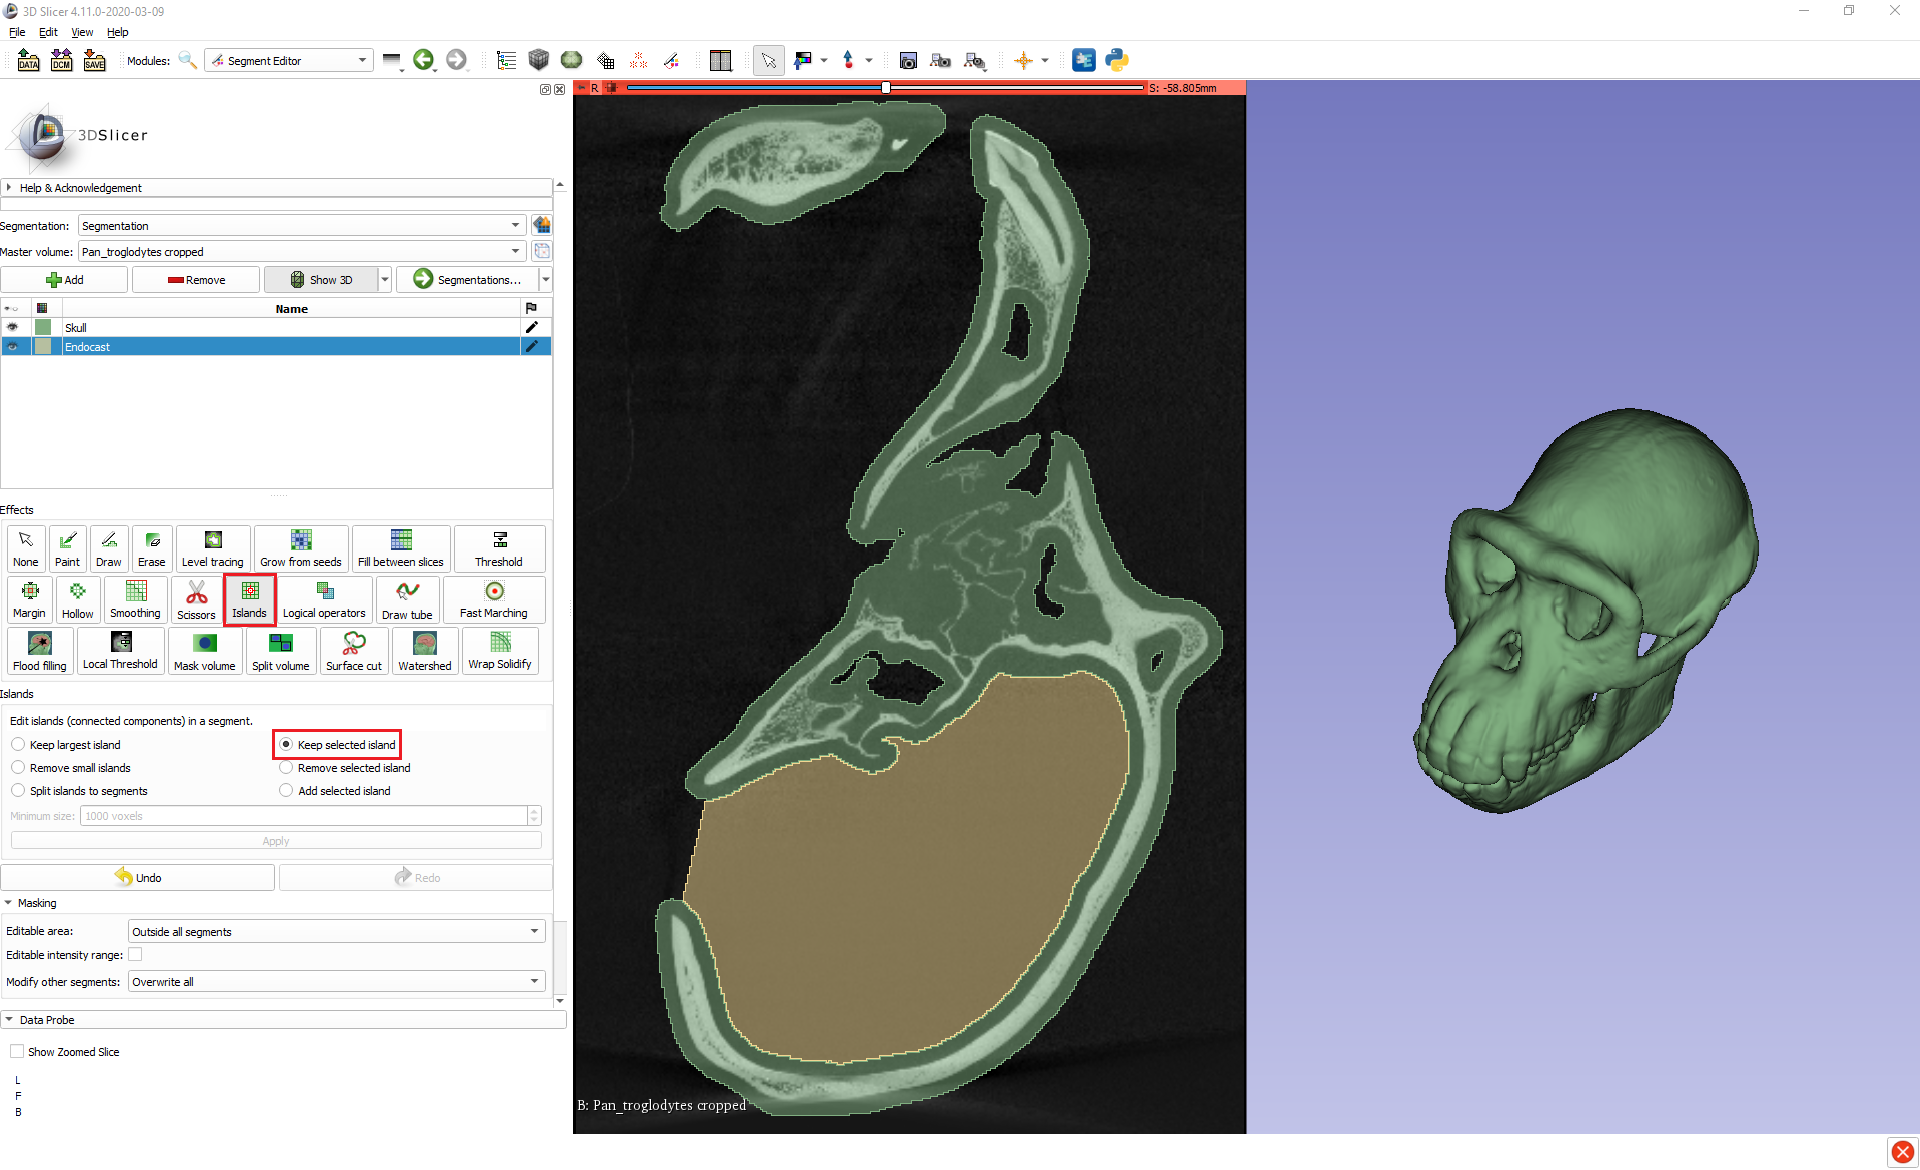 3D Slicer 4.11.0-2020-03-09
File Edit View Help
DATA DCM SAVE Modules: Segment Editor
R S: -58.805mm
3DSlicer
Help & Acknowledgement
Segmentation: Segmentation
Master volume: Pan_troglodytes cropped
Add Remove Show 3D Segmentations...
Name
Skull
Endocast
Effects
None Paint Draw Erase Level tracing Grow from seeds Fill between slices Threshold
Margin Hollow Smoothing Scissors Islands Logical operators Draw tube Fast Marching
Flood filling Local Threshold Mask volume Split volume Surface cut Watershed Wrap Solidify
Islands
Edit islands (connected components) in a segment.
Keep largest island Keep selected island
Remove small islands Remove selected island
Split islands to segments Add selected island
Minimum size: 1000 voxels
Apply
Undo Redo
Masking
Editable area: Outside all segments
Editable intensity range:
Modify other segments: Overwrite all
Data Probe
Show Zoomed Slice
L
F
B
B: Pan_troglodytes cropped